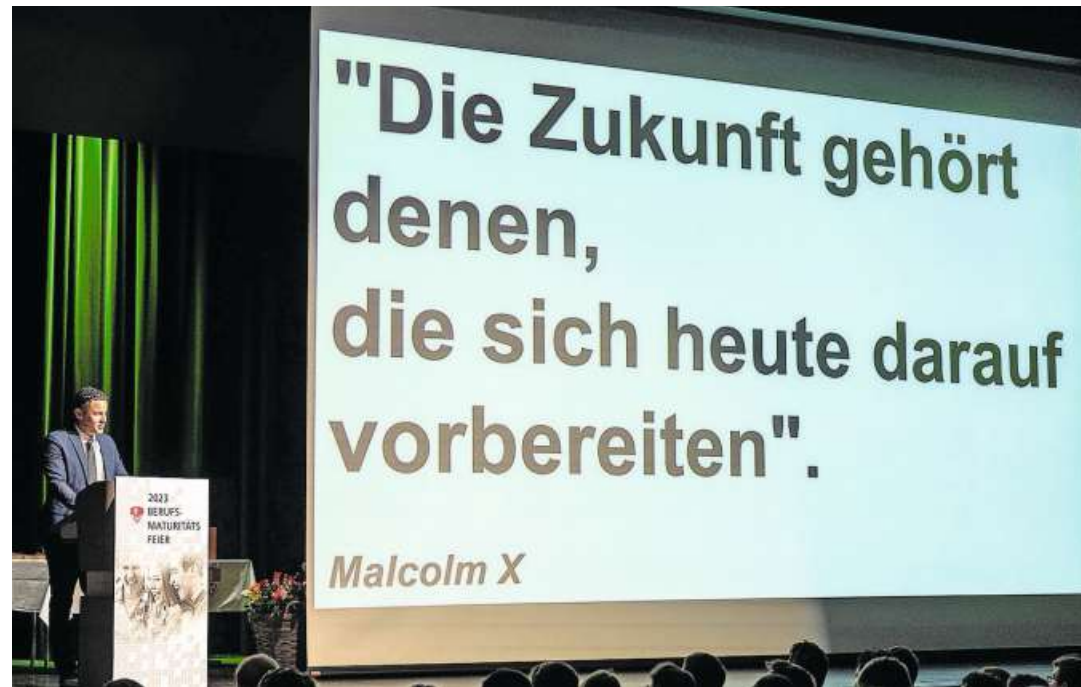 "Die Zukunft gehört
denen,
die sich heute darauf
vorbereiten".
Malcolm X
2023
BERUFS-
MATURITÄTS
FEIER